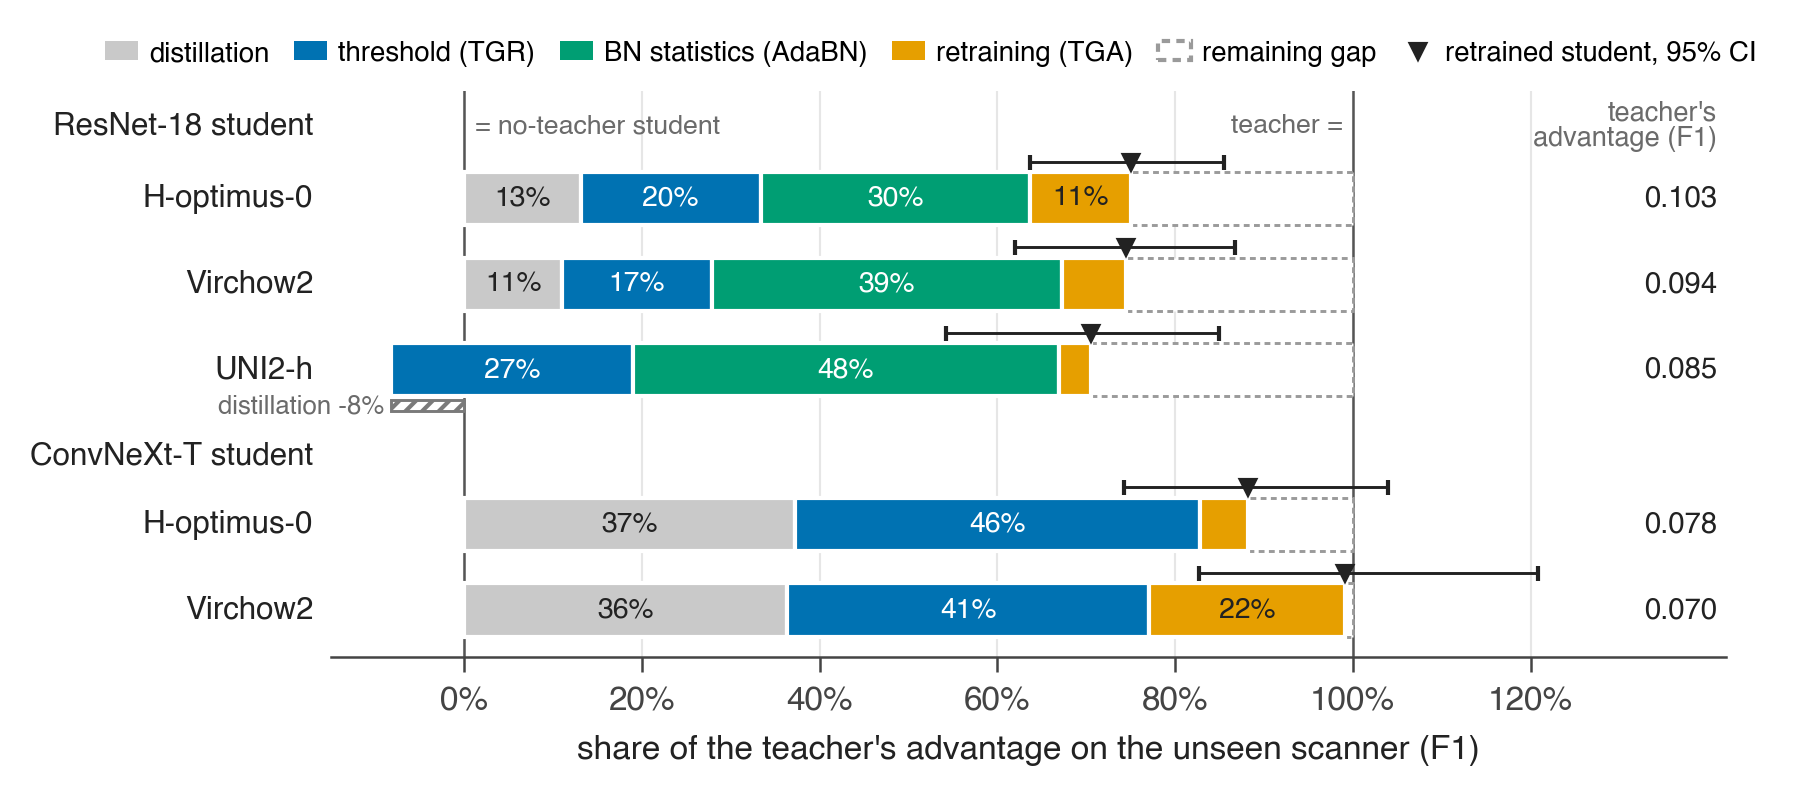 distillation threshold (TGR) BN statistics (AdaBN) retraining (TGA) remaining gap retrained student, 95% CI
ResNet-18 student = no-teacher student teacher = teacher's
advantage (F1)
H-optimus-0 13% 20% 30% 11% 0.103
Virchow2 11% 17% 39% 0.094
UNI2-h 27% 48% 0.085
distillation -8%
ConvNeXt-T student
H-optimus-0 37% 46% 0.078
Virchow2 36% 41% 22% 0.070
0% 20% 40% 60% 80% 100% 120%
share of the teacher's advantage on the unseen scanner (F1)